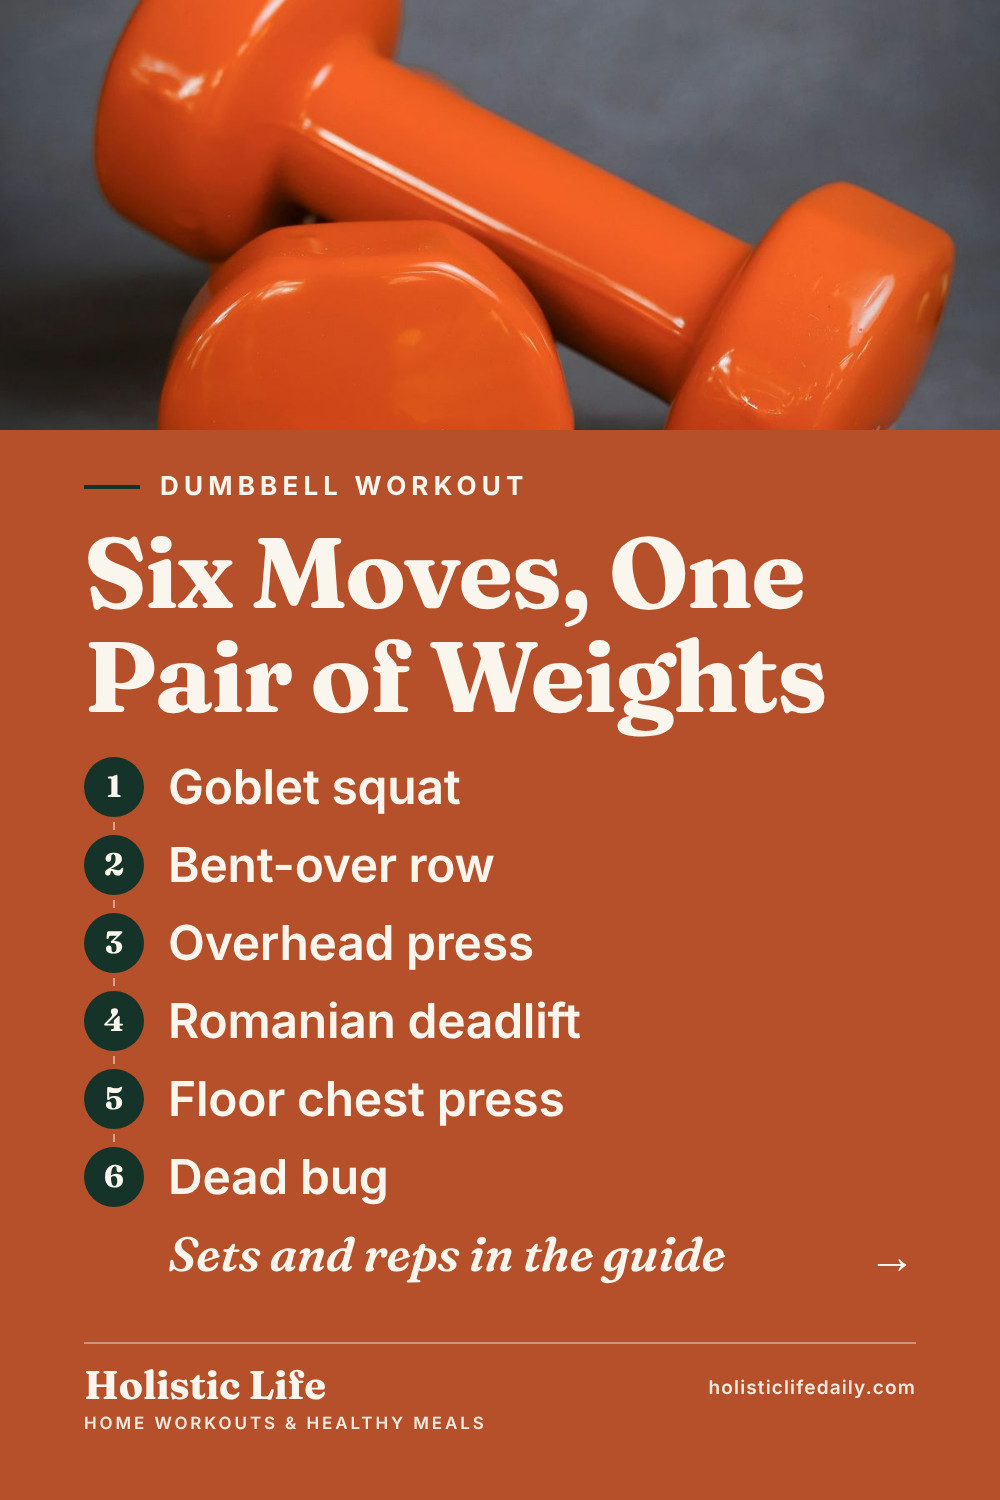 DUMBBELL WORKOUT
Six Moves, One
Pair of Weights
1 Goblet squat
2 Bent-over row
3 Overhead press
4 Romanian deadlift
5 Floor chest press
6 Dead bug
Sets and reps in the guide →
Holistic Life
holisticlifedaily.com
HOME WORKOUTS & HEALTHY MEALS